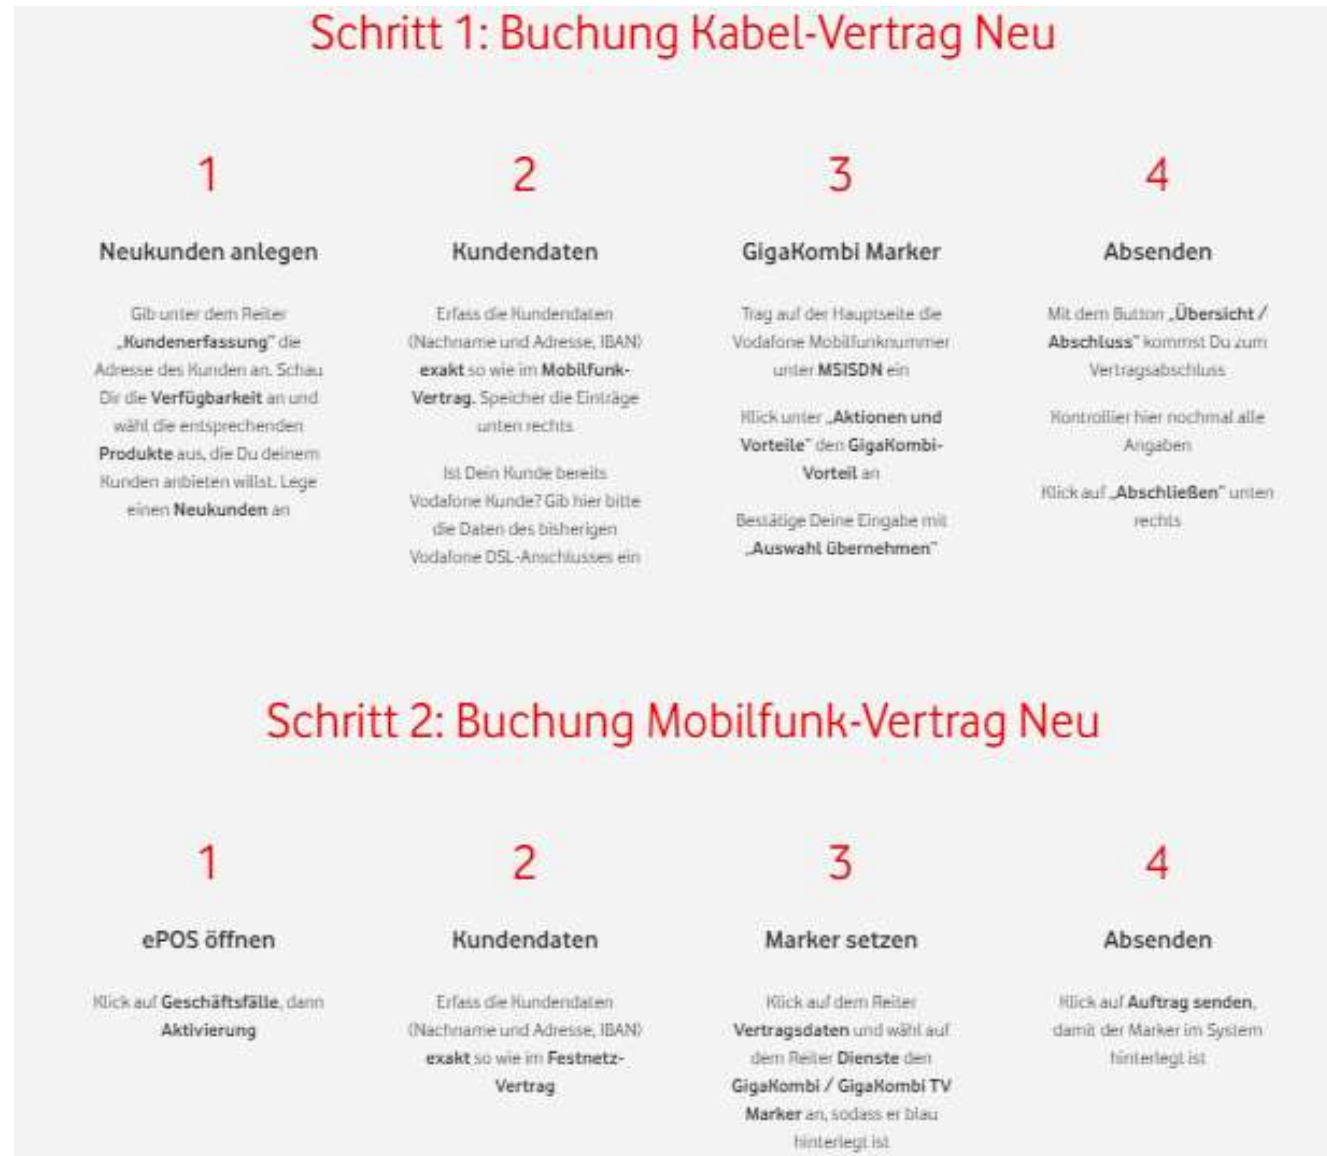 Schritt 1: Buchung Kabel-Vertrag Neu
1
Neukunden anlegen
Gib unter dem Reiter
„Kundenerfassung" die
Adresse des Kunden an. Schau
Dir die Verfügbarkeit an und
wähl die entsprechenden
Produkte aus, die Du deinem
Kunden anbieten willst. Lege
einen Neukunden an
2
Kundendaten
Erfass die Kundendaten
(Nachname und Adresse, IBAN)
exakt so wie im Mobilfunk-
Vertrag. Speicher die Einträge
unten rechts
Ist Dein Kunde bereits
Vodafone Kunde? Gib hier bitte
die Daten des bisherigen
Vodafone DSL-Anschlusses ein
3
GigaKombi Marker
Trag auf der Hauptseite die
Vodafone Mobilfunknummer
unter MSISDN ein
Klick unter „Aktionen und
Vorteile" den GigaKombi-
Vorteil an
Bestätige Deine Eingabe mit
„Auswahl übernehmen"
4
Absenden
Mit dem Button „Übersicht /
Abschluss" kommst Du zum
Vertragsabschluss
Kontrollier hier nochmal alle
Angaben
Klick auf „Abschließen" unten
rechts
Schritt 2: Buchung Mobilfunk-Vertrag Neu
1
ePOS öffnen
Klick auf Geschäftsfälle, dann
Aktivierung
2
Kundendaten
Erfass die Kundendaten
(Nachname und Adresse, IBAN)
exakt so wie im Festnetz-
Vertrag
3
Marker setzen
Klick auf dem Reiter
Vertragsdaten und wähl auf
dem Reiter Dienste den
GigaKombi / GigaKombi TV
Marker an, sodass er blau
hinterlegt ist
4
Absenden
Klick auf Auftrag senden,
damit der Marker im System
hinterlegt ist